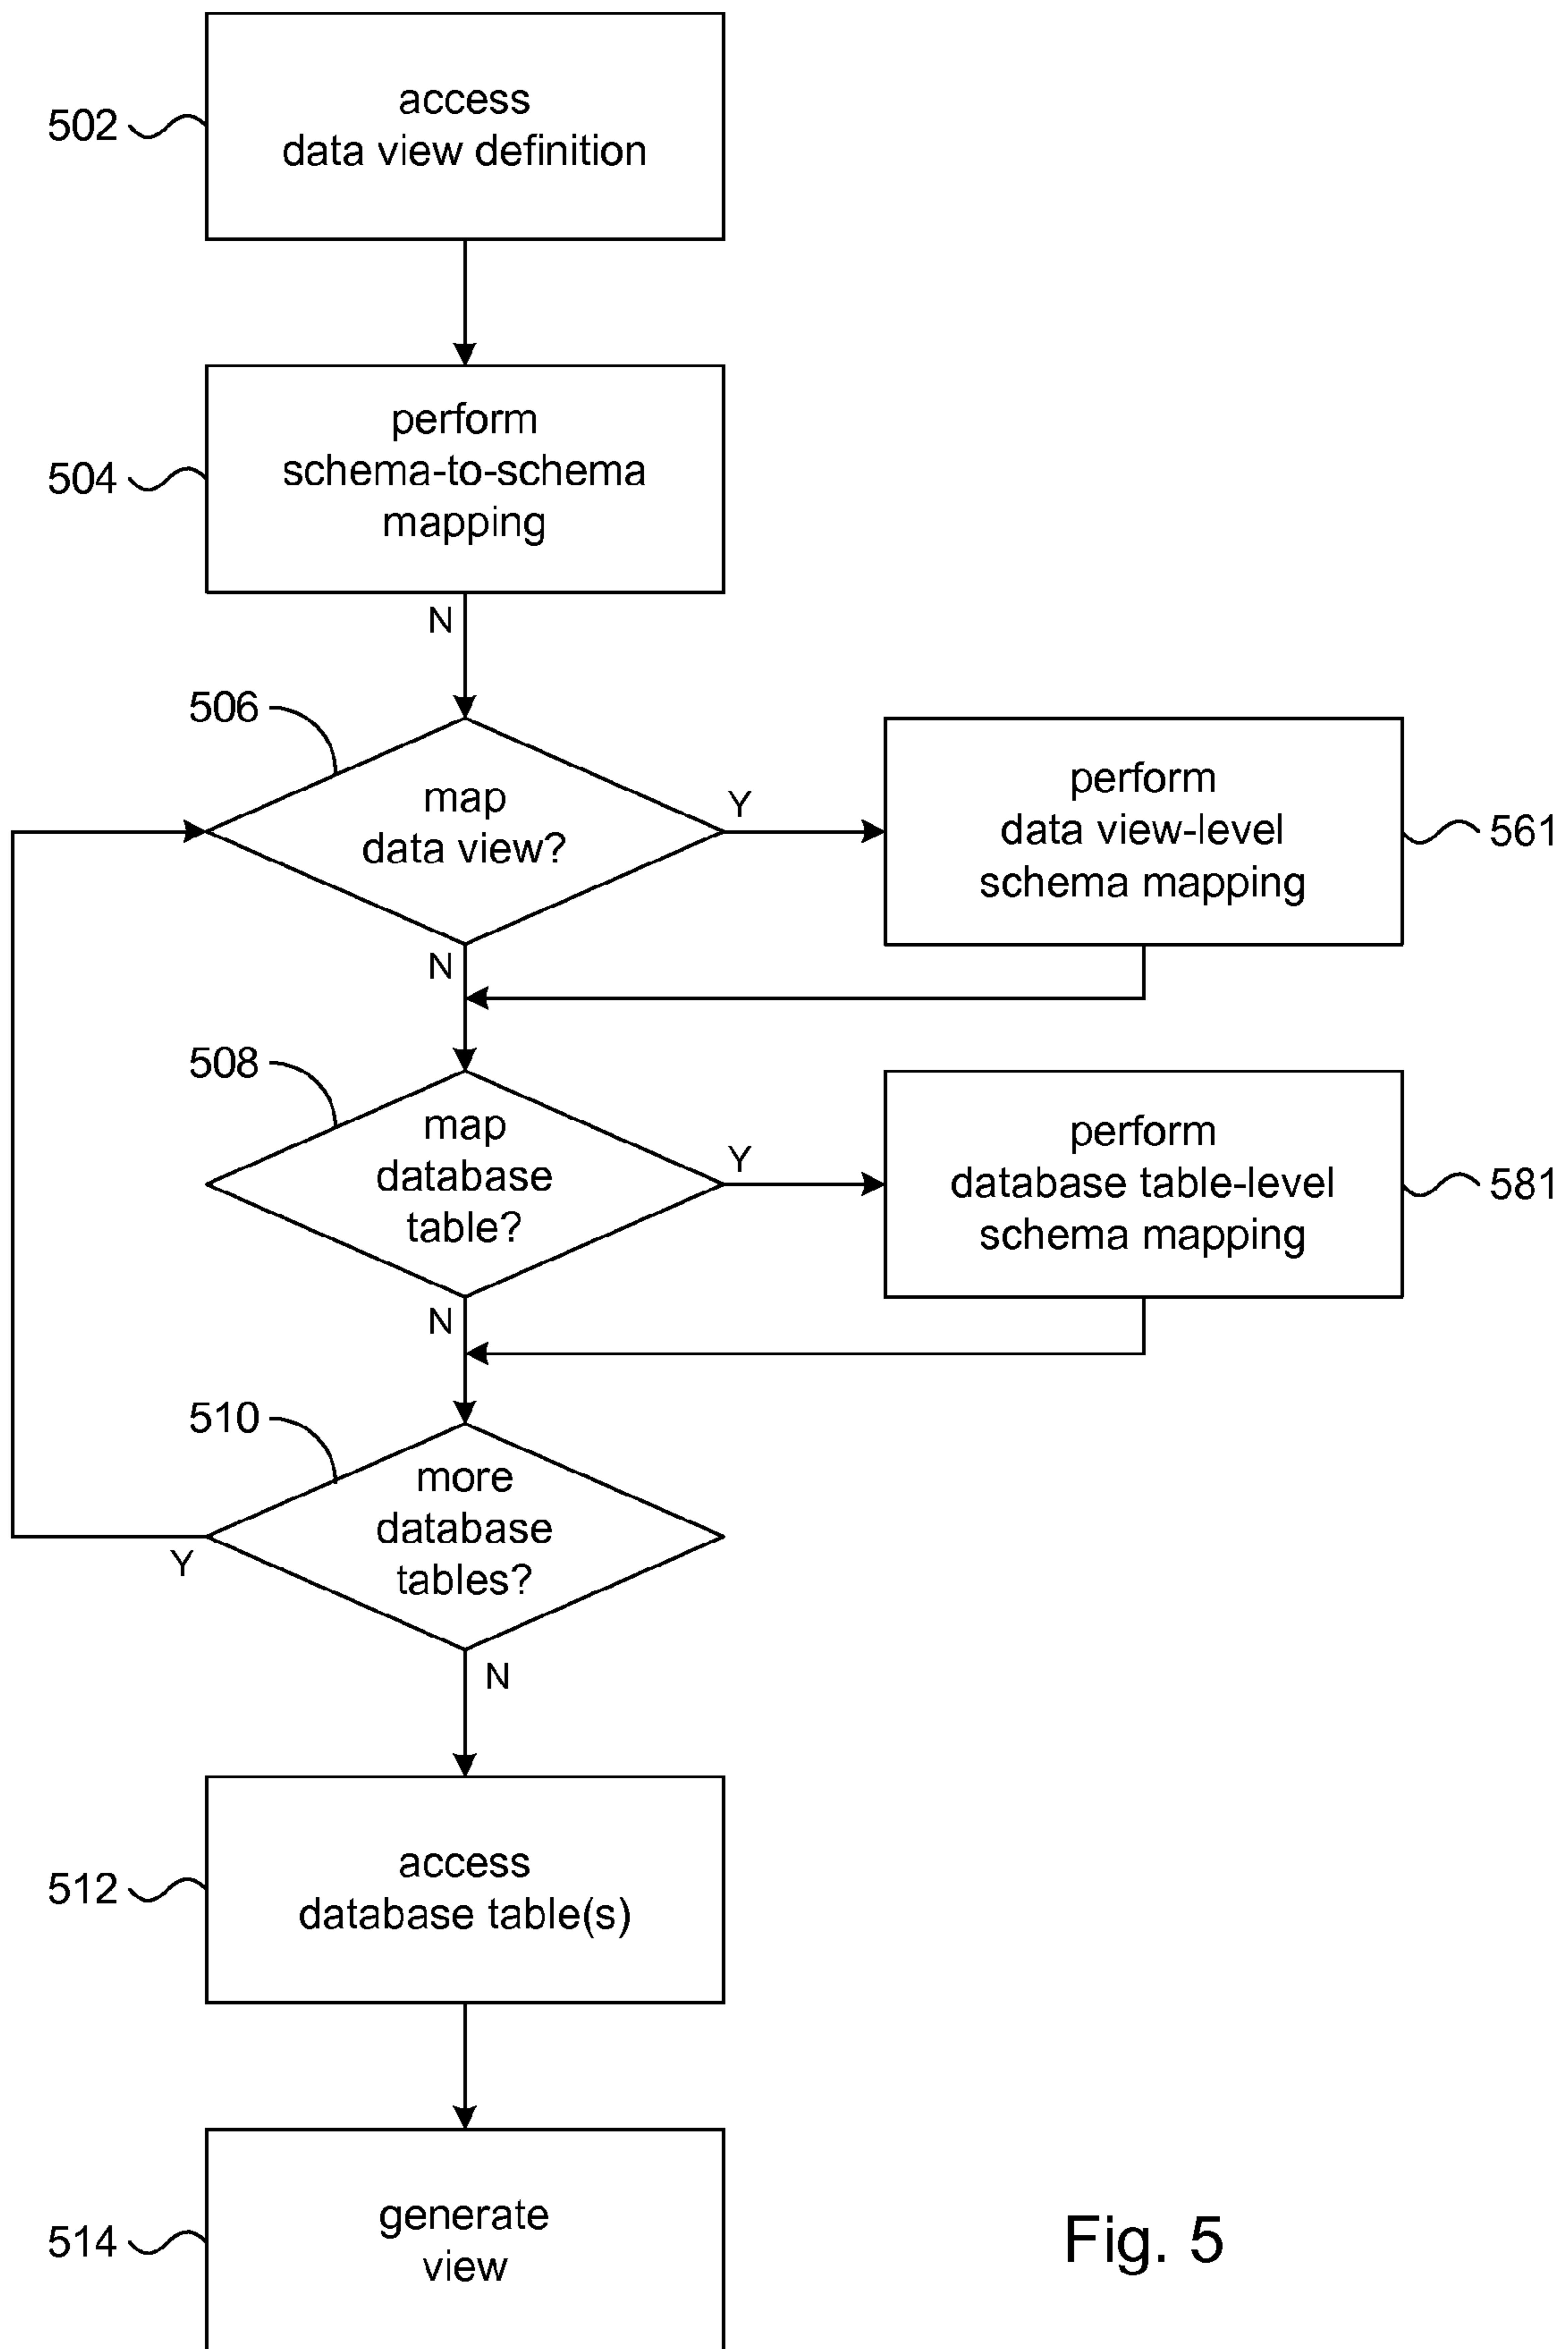 access
data view definition
502
perform
schema-to-schema
mapping
504
N
506
map
data view?
Y
perform
data view-level
schema mapping
561
N
508
map
database
table?
Y
perform
database table-level
schema mapping
581
N
510
more
database
tables?
Y
N
access
database table(s)
512
generate
view
514
Fig. 5